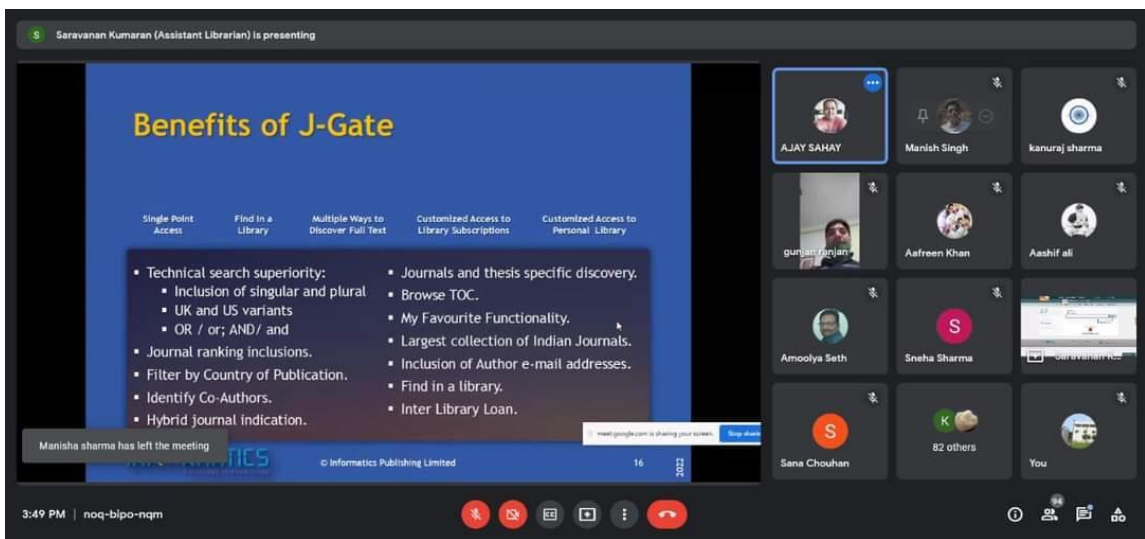 S Saravanan Kumaran (Assistant Librarian) is presenting
Benefits of J-Gate
Single Point Access
Find in a Library
Multiple Ways to Discover Full Text
Customized Access to Library Subscriptions
Customized Access to Personal Library
▪ Technical search superiority:
▪ Inclusion of singular and plural
▪ UK and US variants
▪ OR / or; AND/ and
▪ Journal ranking inclusions.
▪ Filter by Country of Publication.
▪ Identify Co-Authors.
▪ Hybrid journal indication.
▪ Journals and thesis specific discovery.
▪ Browse TOC.
▪ My Favourite Functionality.
▪ Largest collection of Indian Journals.
▪ Inclusion of Author e-mail addresses.
▪ Find in a library.
▪ Inter Library Loan.
meet.google.com is sharing your screen. Stop
Manisha sharma has left the meeting
© Informatics Publishing Limited
16
2022
AJAY SAHAY
Manish Singh
kanuraj sharma
gunjan ranjan
Aafreen Khan
Aashif ali
Amoolya Seth
S
Sneha Sharma
S
Sana Chouhan
K
82 others
You
3:49 PM | noq-bipo-nqm
CC
94